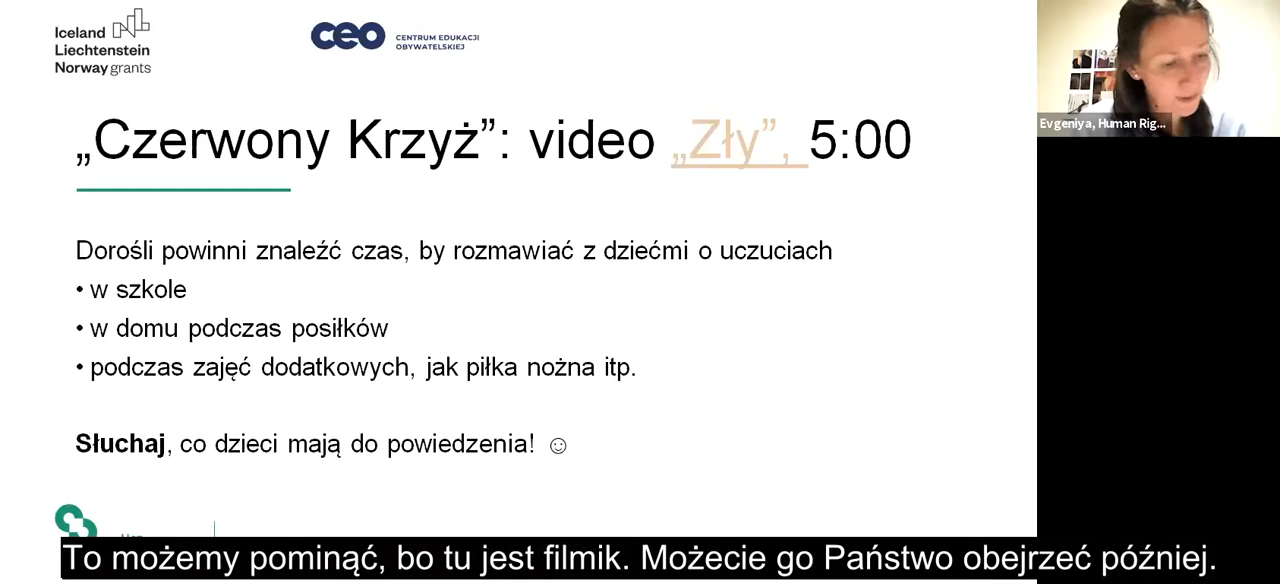 Iceland
Liechtenstein
Norway grants
ceo CENTRUM EDUKACJI
OBYWATELSKIEJ
Evgeniya, Human Rig...
„Czerwony Krzyż”: video „Zły”, 5:00
Dorośli powinni znaleźć czas, by rozmawiać z dziećmi o uczuciach
• w szkole
• w domu podczas posiłków
• podczas zajęć dodatkowych, jak piłka nożna itp.
Słuchaj, co dzieci mają do powiedzenia! ☺
To możemy pominąć, bo tu jest filmik. Możecie go Państwo obejrzeć później.